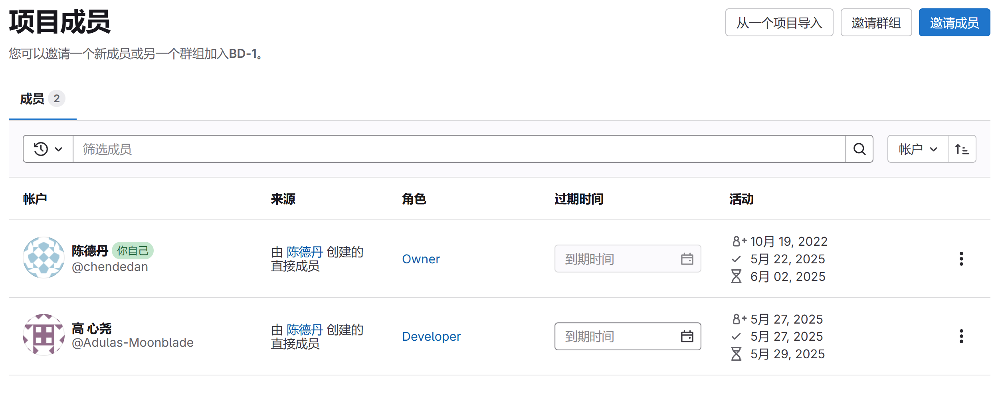 项目成员
从一个项目导入
邀请群组
邀请成员
您可以邀请一个新成员或另一个群组加入BD-1。
成员 2
筛选成员
帐户
帐户 来源 角色 过期时间 活动
陈德丹 你自己
@chendedan
由 陈德丹 创建的
直接成员
Owner
到期时间
10月 19, 2022
5月 22, 2025
6月 02, 2025
高 心尧
@Adulas-Moonblade
由 陈德丹 创建的
直接成员
Developer
到期时间
5月 27, 2025
5月 27, 2025
5月 29, 2025